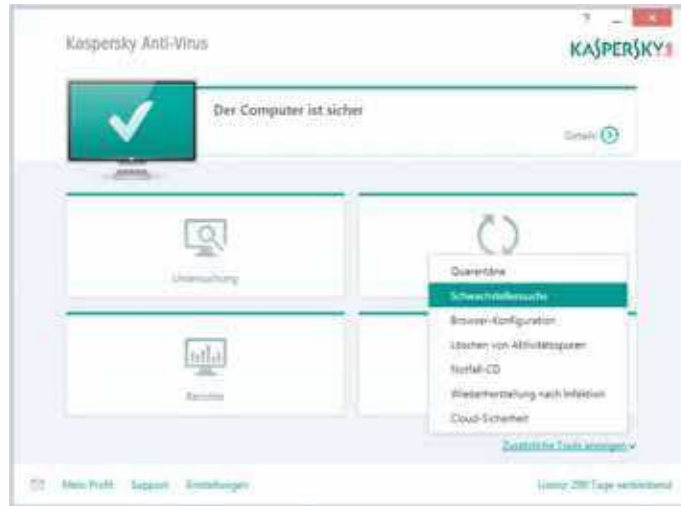 Kaspersky Anti-Virus
KASPERSKY
Der Computer ist sicher
Details
Untersuchung
Quarantäne
Schwachstellensuche
Browser-Konfiguration
Löschen von Aktivitätsspuren
Notfall-CD
Wiederherstellung nach Infektion
Cloud-Sicherheit
Berichte
Zusätzliche Tools anzeigen
Mein Profil Support Einstellungen
Lizenz: Tage verbleibend